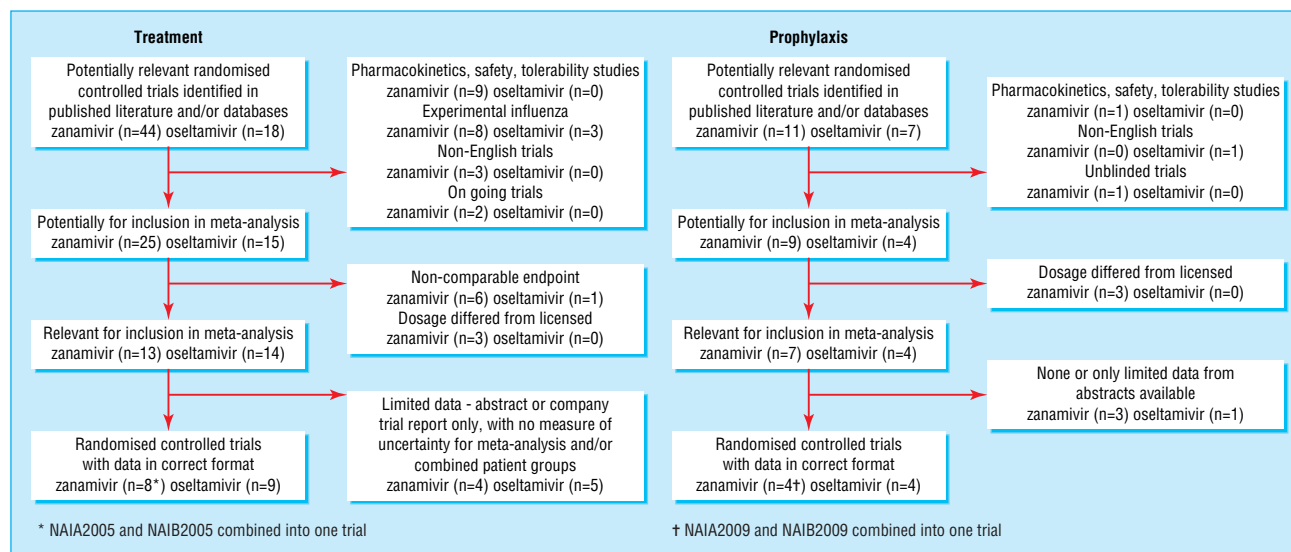 Treatment
Potentially relevant randomised
controlled trials identified in
published literature and/or databases
zanamivir (n=44) oseltamivir (n=18)
Pharmacokinetics, safety, tolerability studies
zanamivir (n=9) oseltamivir (n=0)
Experimental influenza
zanamivir (n=8) oseltamivir (n=3)
Non-English trials
zanamivir (n=3) oseltamivir (n=0)
On going trials
zanamivir (n=2) oseltamivir (n=0)
Potentially for inclusion in meta-analysis
zanamivir (n=25) oseltamivir (n=15)
Non-comparable endpoint
zanamivir (n=6) oseltamivir (n=1)
Dosage differed from licensed
zanamivir (n=3) oseltamivir (n=0)
Relevant for inclusion in meta-analysis
zanamivir (n=13) oseltamivir (n=14)
Limited data - abstract or company
trial report only, with no measure of
uncertainty for meta-analysis and/or
combined patient groups
zanamivir (n=4) oseltamivir (n=5)
Randomised controlled trials
with data in correct format
zanamivir (n=8*) oseltamivir (n=9)
* NAIA2005 and NAIB2005 combined into one trial
Prophylaxis
Potentially relevant randomised
controlled trials identified in
published literature and/or databases
zanamivir (n=11) oseltamivir (n=7)
Pharmacokinetics, safety, tolerability studies
zanamivir (n=1) oseltamivir (n=0)
Non-English trials
zanamivir (n=0) oseltamivir (n=1)
Unblinded trials
zanamivir (n=1) oseltamivir (n=0)
Potentially for inclusion in meta-analysis
zanamivir (n=9) oseltamivir (n=4)
Dosage differed from licensed
zanamivir (n=3) oseltamivir (n=0)
Relevant for inclusion in meta-analysis
zanamivir (n=7) oseltamivir (n=4)
None or only limited data from
abstracts available
zanamivir (n=3) oseltamivir (n=1)
Randomised controlled trials
with data in correct format
zanamivir (n=4†) oseltamivir (n=4)
† NAIA2009 and NAIB2009 combined into one trial